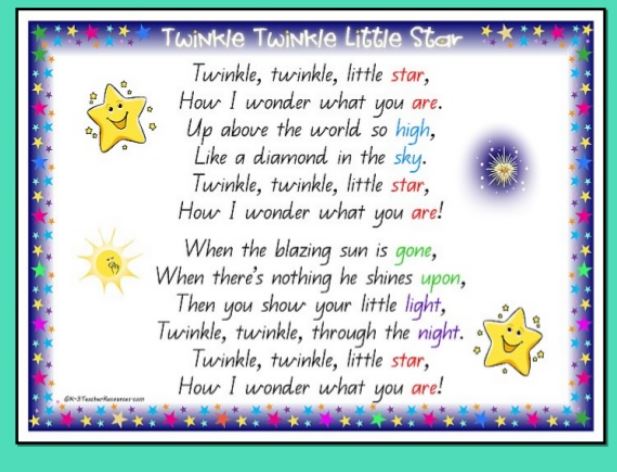 Twinkle Twinkle Little Star
Twinkle, twinkle, little star,
How I wonder what you are.
Up above the world so high,
Like a diamond in the sky.
Twinkle, twinkle, little star,
How I wonder what you are!
When the blazing sun is gone,
When there's nothing he shines upon,
Then you show your little light,
Twinkle, twinkle, through the night.
Twinkle, twinkle, little star,
How I wonder what you are!
©K-3TeacherResources.com